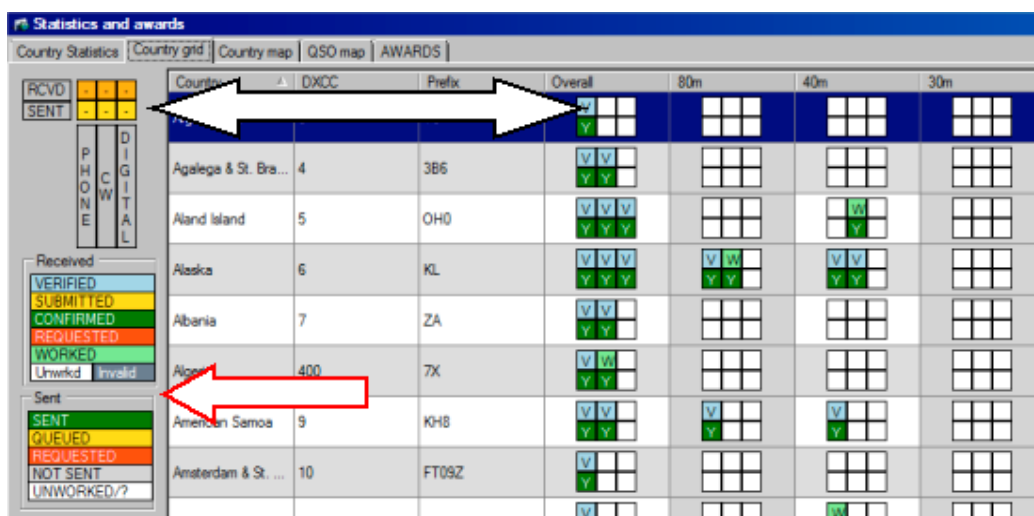 Statistics and awards
Country Statistics Country grid Country map QSO map AWARDS
RCVD - - -
SENT - - -
PHONE CW DIGITAL
Received
VERIFIED
SUBMITTED
CONFIRMED
REQUESTED
WORKED
Unwrkd Invalid
Sent
SENT
QUEUED
REQUESTED
NOT SENT
UNWORKED/?
Country DXCC Prefix Overall 80m 40m 30m
V
Y
Agalega & St. Bra... 4 3B6 V V
Y Y
Aland Island 5 OH0 V V V W
Y Y Y Y
Alaska 6 KL V V V V W V V
Y Y Y Y Y Y Y
Albania 7 ZA V V
Y Y
400 7X V W
Y Y
American Samoa 9 KH8 V V V V
Y Y Y Y
Amsterdam & St. ... 10 FT09Z V
Y
W